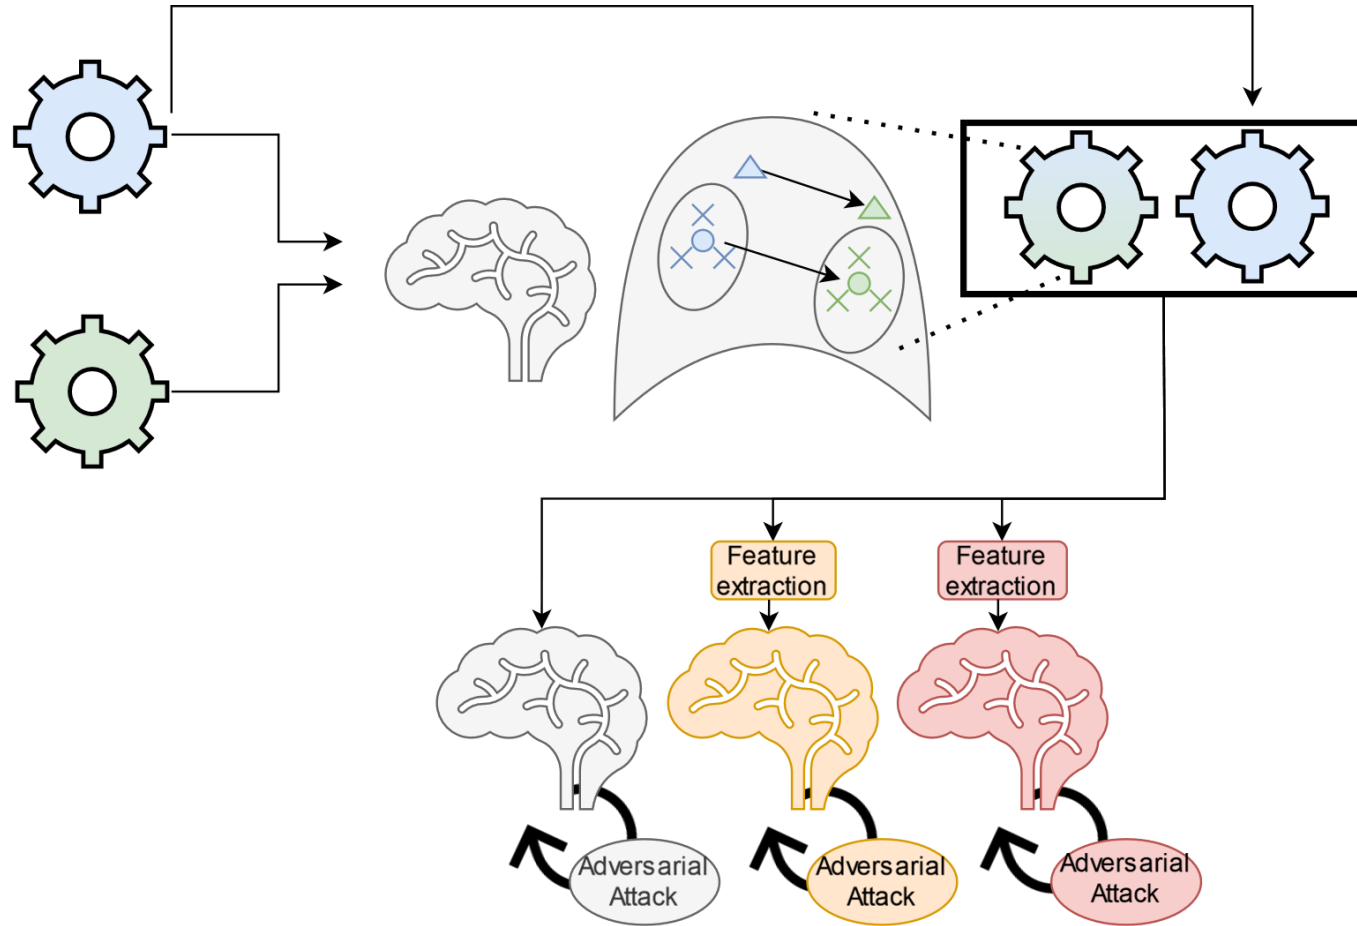 Feature
extraction
Feature
extraction
Adversarial
Attack
Adversarial
Attack
Adversarial
Attack